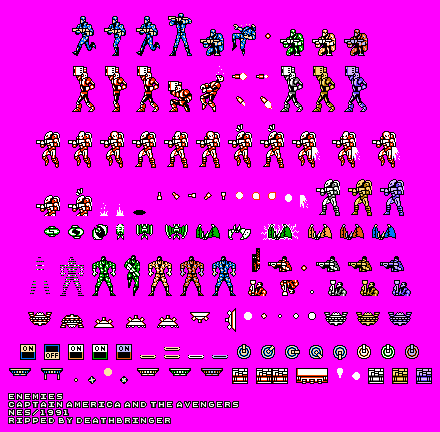 ON OFF ON ON ON
ENEMIES
CAPTAIN AMERICA AND THE AVENGERS
NES/1991
RIPPED BY DEATHBRINGER